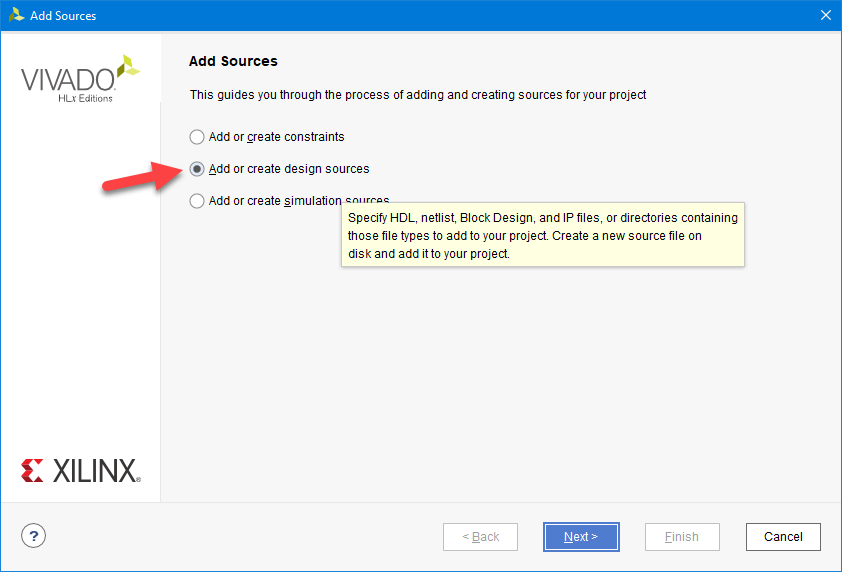 Add Sources
VIVADO.
HLx Editions
Add Sources
This guides you through the process of adding and creating sources for your project
Add or create constraints
Add or create design sources
Add or create simulation sources
Specify HDL, netlist, Block Design, and IP files, or directories containing
those file types to add to your project. Create a new source file on
disk and add it to your project.
XILINX®
?
< Back
Next >
Finish
Cancel